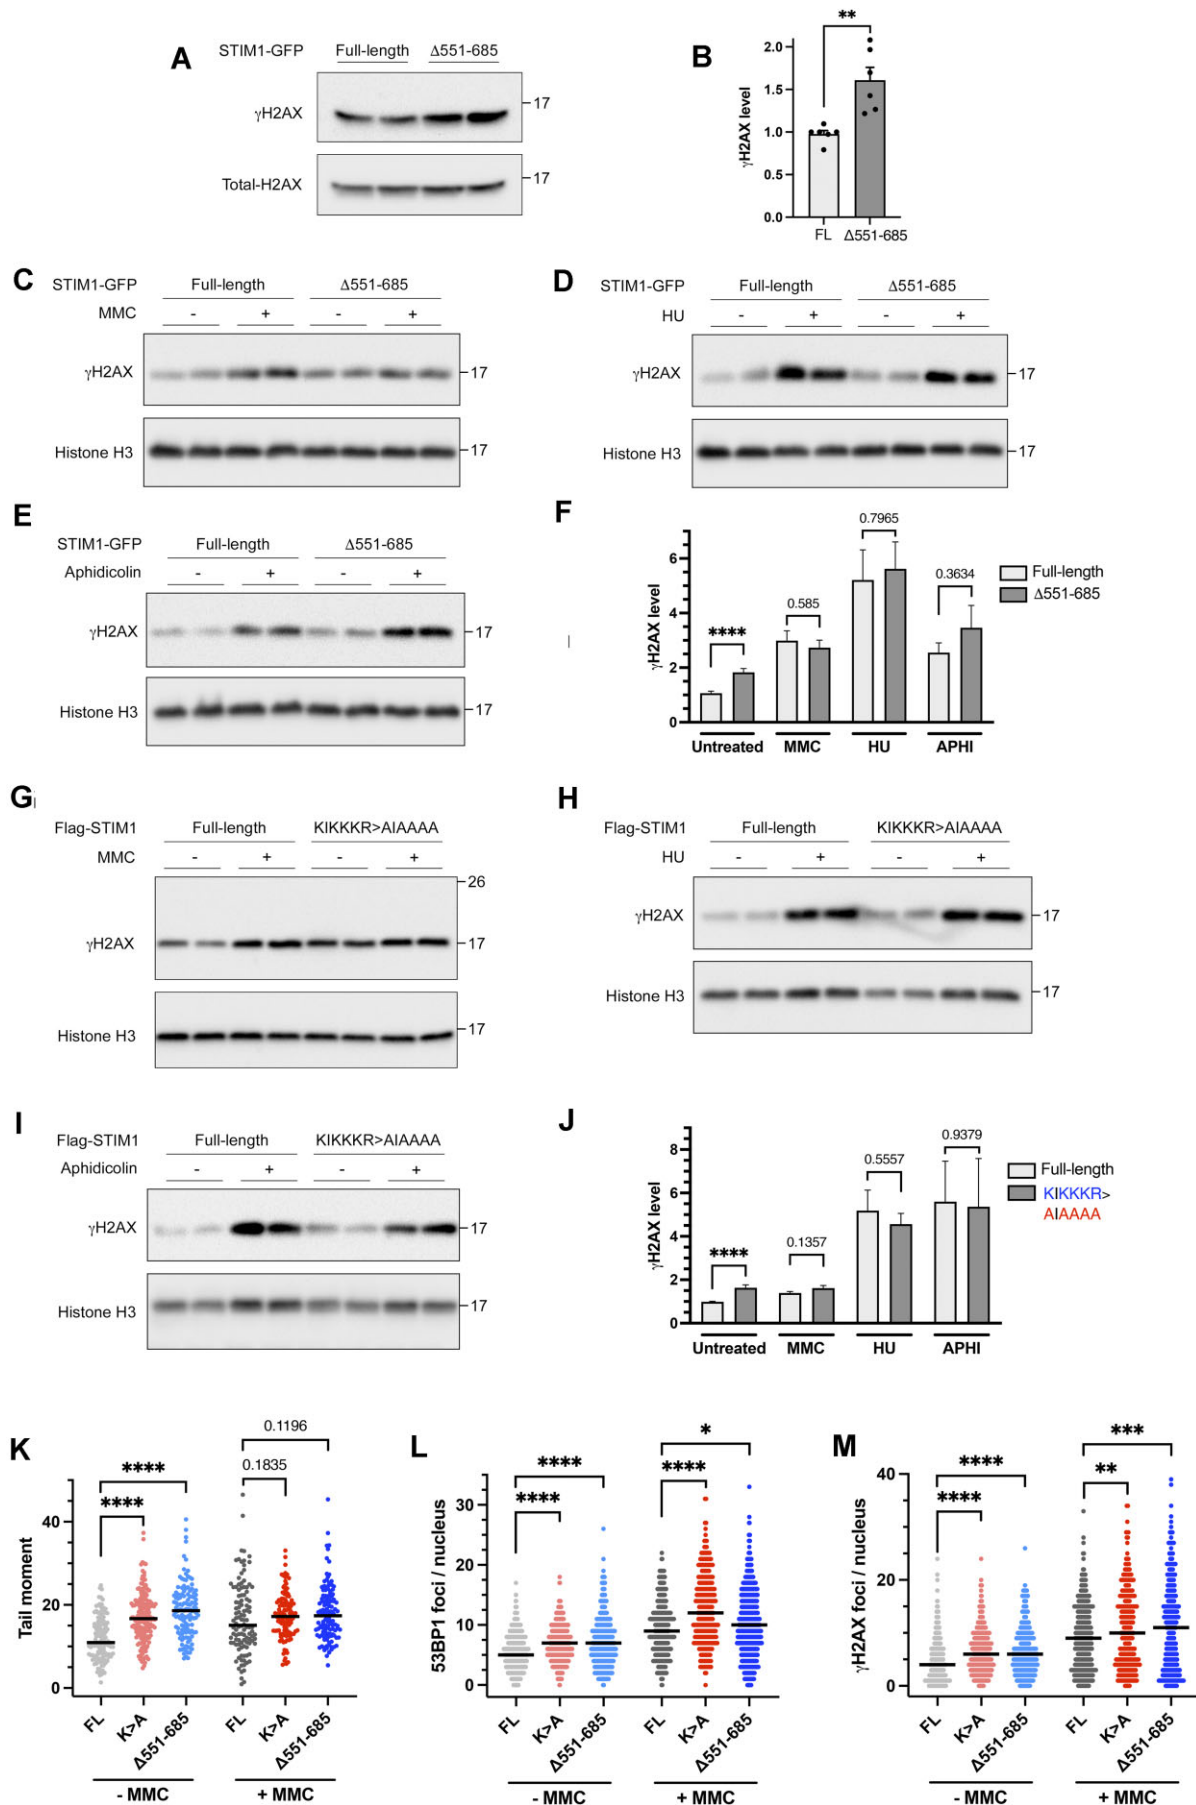 A
STIM1-GFP Full-length Δ551-685
γH2AX 17
Total-H2AX 17
B
**
γH2AX level
2.0
1.5
1.0
0.5
0.0
FL Δ551-685
C
STIM1-GFP Full-length Δ551-685
MMC - + - +
γH2AX 17
Histone H3 17
D
STIM1-GFP Full-length Δ551-685
HU - + - +
γH2AX 17
Histone H3 17
E
STIM1-GFP Full-length Δ551-685
Aphidicolin - + - +
γH2AX 17
Histone H3 17
F
γH2AX level
6
4
2
0
**** 0.585 0.7965 0.3634
Untreated MMC HU APHI
Full-length
Δ551-685
G
Flag-STIM1 Full-length KIKKKR>AIAAAA
MMC - + - +
26
γH2AX 17
Histone H3 17
H
Flag-STIM1 Full-length KIKKKR>AIAAAA
HU - + - +
γH2AX 17
Histone H3 17
I
Flag-STIM1 Full-length KIKKKR>AIAAAA
Aphidicolin - + - +
γH2AX 17
Histone H3 17
J
γH2AX level
8
6
4
2
0
**** 0.1357 0.5557 0.9379
Untreated MMC HU APHI
Full-length
KIKKKR>
AIAAAA
K
Tail moment
40
20
0
**** **** 0.1835 0.1196
FL K>A Δ551-685 FL K>A Δ551-685
- MMC + MMC
L
53BP1 foci / nucleus
30
20
10
0
**** **** **** *
FL K>A Δ551-685 FL K>A Δ551-685
- MMC + MMC
M
γH2AX foci / nucleus
40
20
0
**** **** ** ***
FL K>A Δ551-685 FL K>A Δ551-685
- MMC + MMC